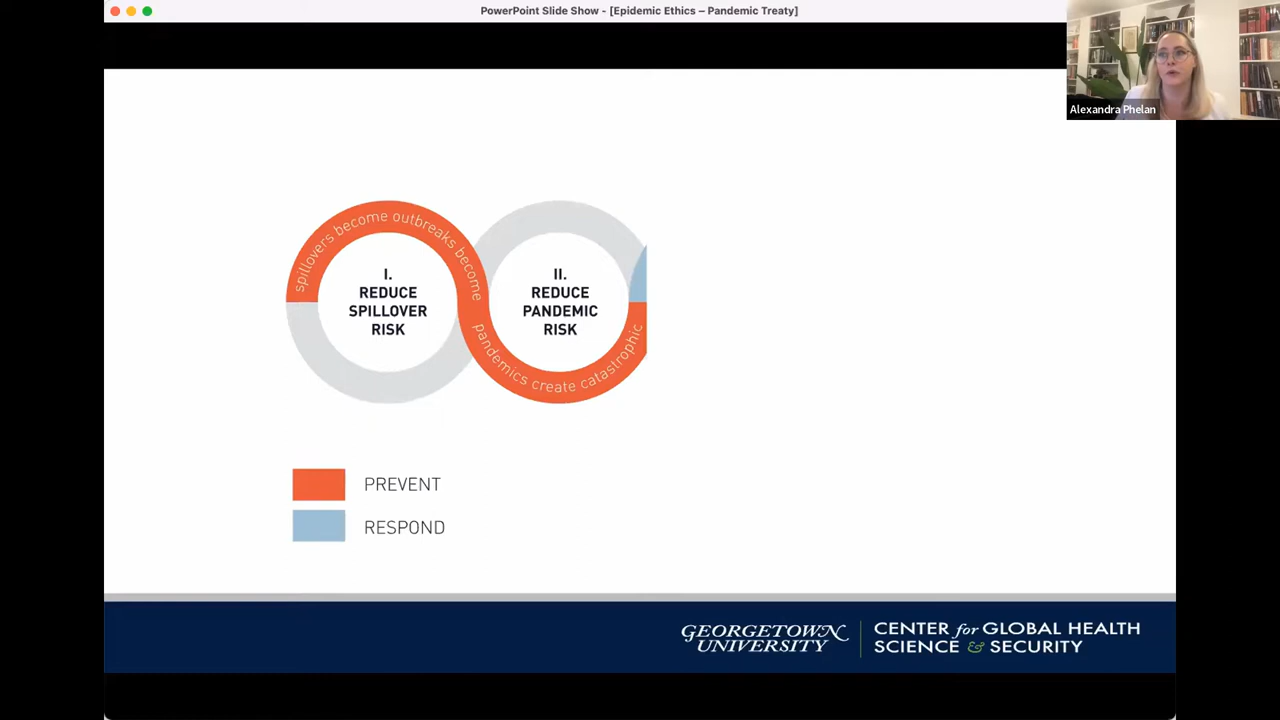 PowerPoint Slide Show - [Epidemic Ethics – Pandemic Treaty]
Alexandra Phelan
spillovers become outbreaks become
pandemics create catastrophic
I.
REDUCE
SPILLOVER
RISK
II.
REDUCE
PANDEMIC
RISK
PREVENT
RESPOND
GEORGETOWN
UNIVERSITY
CENTER for GLOBAL HEALTH
SCIENCE & SECURITY